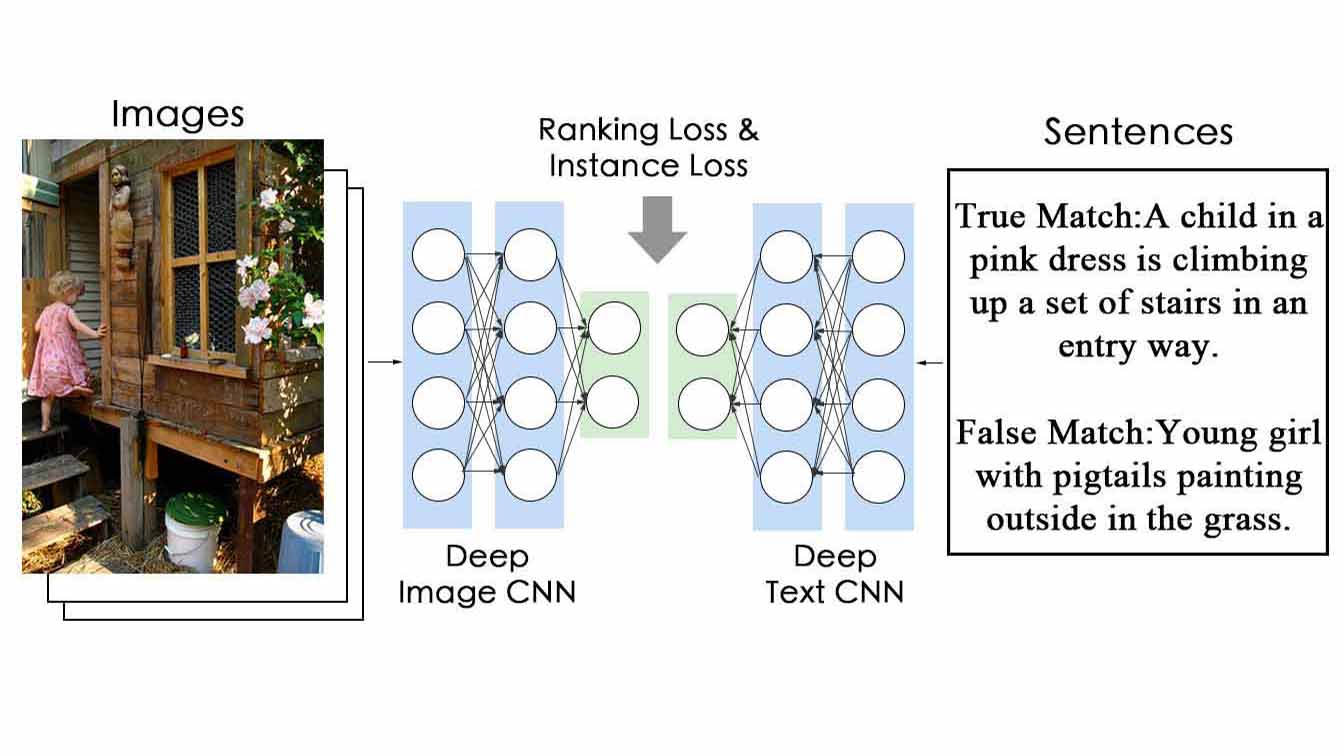 Images
Ranking Loss &
Instance Loss
Sentences
True Match:A child in a
pink dress is climbing
up a set of stairs in an
entry way.
False Match:Young girl
with pigtails painting
outside in the grass.
Deep
Image CNN
Deep
Text CNN